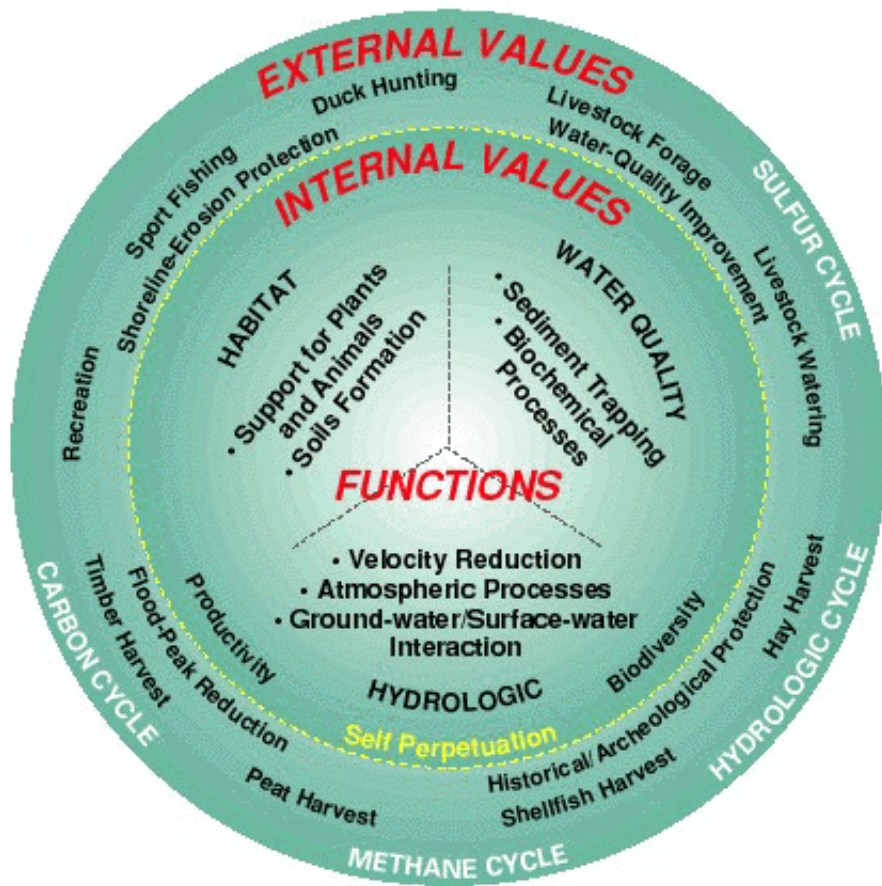 EXTERNAL VALUES
Duck Hunting
Livestock Forage
Sport Fishing
Shoreline-Erosion Protection
Water-Quality Improvement
SULFUR CYCLE
INTERNAL VALUES
Recreation
Livestock Watering
HABITAT
• Support for Plants
and Animals
• Soils Formation
WATER QUALITY
• Sediment Trapping
• Biochemical
Processes
FUNCTIONS
• Velocity Reduction
• Atmospheric Processes
• Ground-water/Surface-water
Interaction
HYDROLOGIC
Productivity
Biodiversity
Self Perpetuation
CARBON CYCLE
Timber Harvest
Flood-Peak Reduction
Peat Harvest
Historical/Archeological Protection
Shellfish Harvest
Hay Harvest
HYDROLOGIC CYCLE
METHANE CYCLE